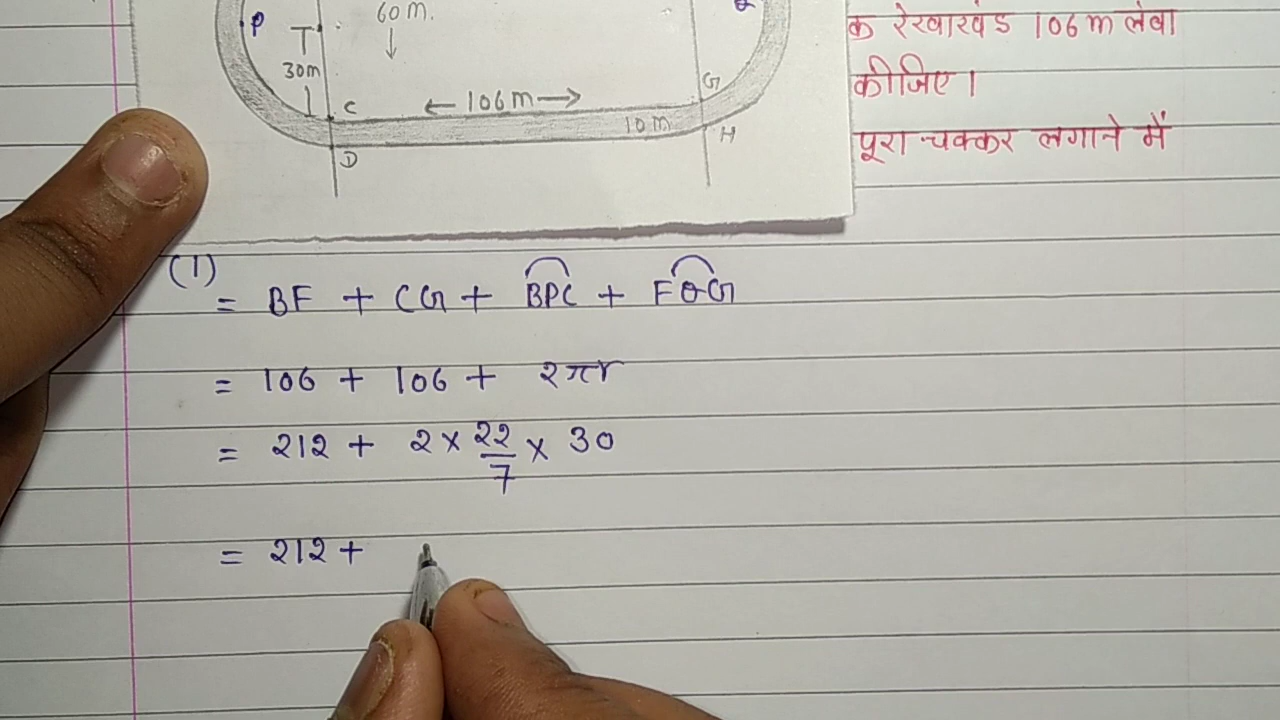 P
60 m.
30m
C
← 106m →
G
10 m
D
H
क रेखाखंड 106 m लंबा
कीजिए।
पूरा चक्कर लगाने में
(1)
= BF + CG + BPC + FQG
= 106 + 106 + 2πr
= 212 + 2 × 22/7 × 30
= 212 +